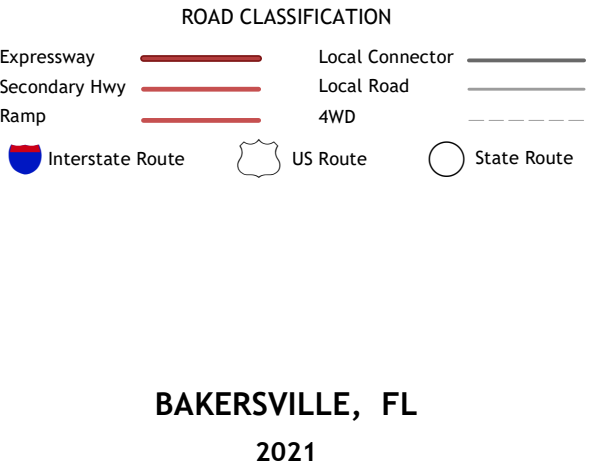 ROAD CLASSIFICATION
Expressway
Local Connector
Secondary Hwy
Local Road
Ramp
4WD
Interstate Route
US Route
State Route
BAKERSVILLE, FL
2021